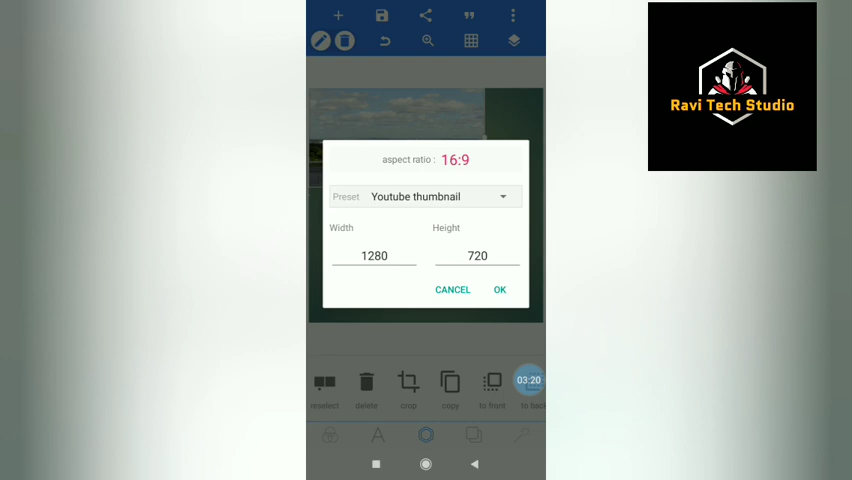 Ravi Tech Studio
aspect ratio : 16:9
Preset Youtube thumbnail
Width Height
1280 720
CANCEL OK
03:20
reselect delete crop copy to front to back